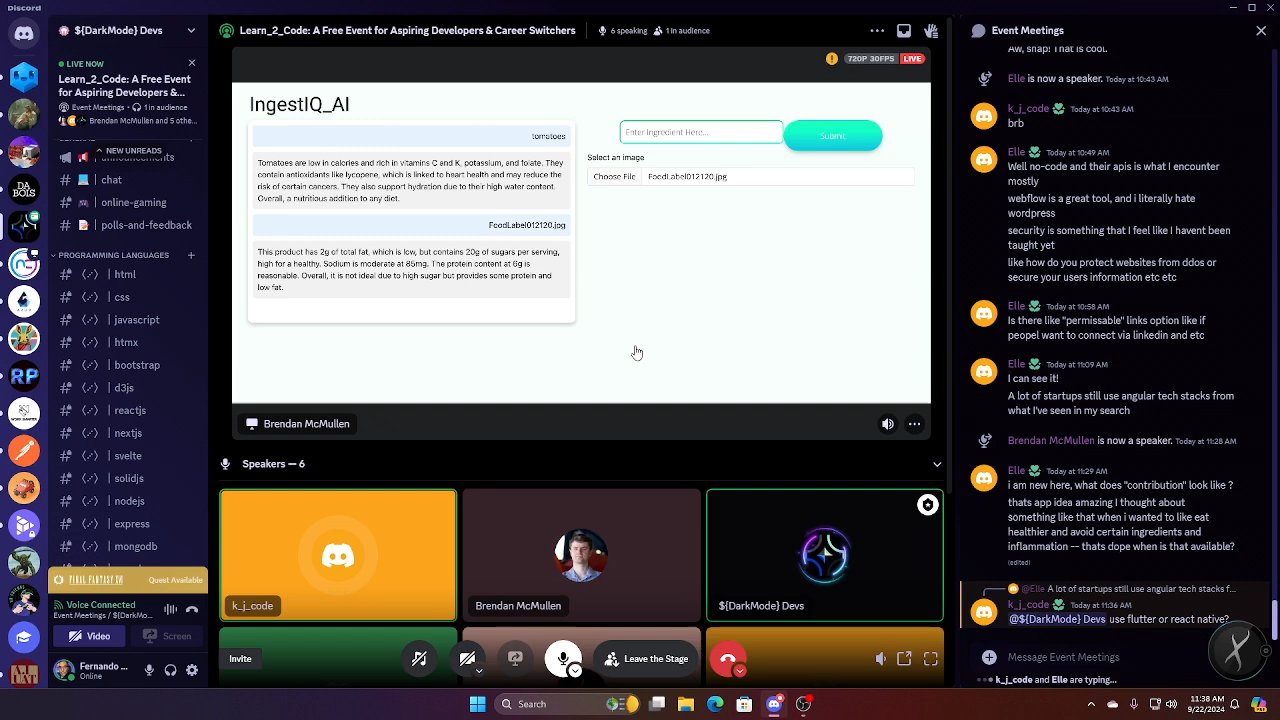 Discord
${DarkMode} Devs
LIVE NOW
Learn_2_Code: A Free Event for Aspiring Developers &...
Event Meetings • 1 in audience
Brendan McMullen and 5 othe...
NEW UNREADS
announcements
chat
online-gaming
polls-and-feedback
PROGRAMMING LANGUAGES
<·/·> | html
<·/·> | css
<·/·> | javascript
<·/·> | htmx
<·/·> | bootstrap
<·/·> | d3js
<·/·> | reactjs
<·/·> | nextjs
<·/·> | svelte
<·/·> | solidjs
<·/·> | nodejs
<·/·> | express
<·/·> | mongodb
FINAL FANTASY XVI
Quest Available
Voice Connected
Event Meetings / ${DarkMo...
Video
Screen
Fernando ...
Online
DA
BOIS
RP
Learn_2_Code: A Free Event for Aspiring Developers & Career Switchers
6 speaking
1 in audience
720P 30FPS LIVE
IngestIQ_AI
tomatoes
Tomatoes are low in calories and rich in vitamins C and K, potassium, and folate. They
contain antioxidants like lycopene, which is linked to heart health and may reduce the
risk of certain cancers. They also support hydration due to their high water content.
Overall, a nutritious addition to any diet.
FoodLabel012120.jpg
This product has 2g of total fat, which is low, but contains 20g of sugars per serving,
high for a healthy. Sodium is moderate at 85mg. The protein content at 6g is
reasonable. Overall, it is not ideal due to high sugar but provides some protein and
low fat.
Enter Ingredient Here...
Submit
Select an image
Choose File FoodLabel012120.jpg
Brendan McMullen
Speakers — 6
k_j_code
Brendan McMullen
${DarkMode} Devs
Invite
Leave the Stage
Event Meetings
Aw, snap! That is cool.
Elle is now a speaker. Today at 10:43 AM
k_j_code Today at 10:43 AM
brb
Elle Today at 10:49 AM
Well no-code and their apis is what I encounter
mostly
webflow is a great tool, and i literally hate
wordpress
security is something that I feel like I havent been
taught yet
like how do you protect websites from ddos or
secure your users information etc etc
Elle Today at 10:58 AM
Is there like "permissable" links option like if
peopel want to connect via linkedin and etc
Elle Today at 11:09 AM
I can see it!
A lot of startups still use angular tech stacks from
what I've seen in my search
Brendan McMullen is now a speaker. Today at 11:28 AM
Elle Today at 11:29 AM
i am new here, what does "contribution" look like ?
thats app idea amazing I thought about
something like that when i wanted to like eat
healthier and avoid certain ingredients and
inflammation -- thats dope when is that available?
(edited)
@Elle A lot of startups still use angular tech stacks f...
k_j_code Today at 11:36 AM
@${DarkMode} Devs use flutter or react native?
Message Event Meetings
k_j_code and Elle are typing...
Search
11:38 AM
9/22/2024